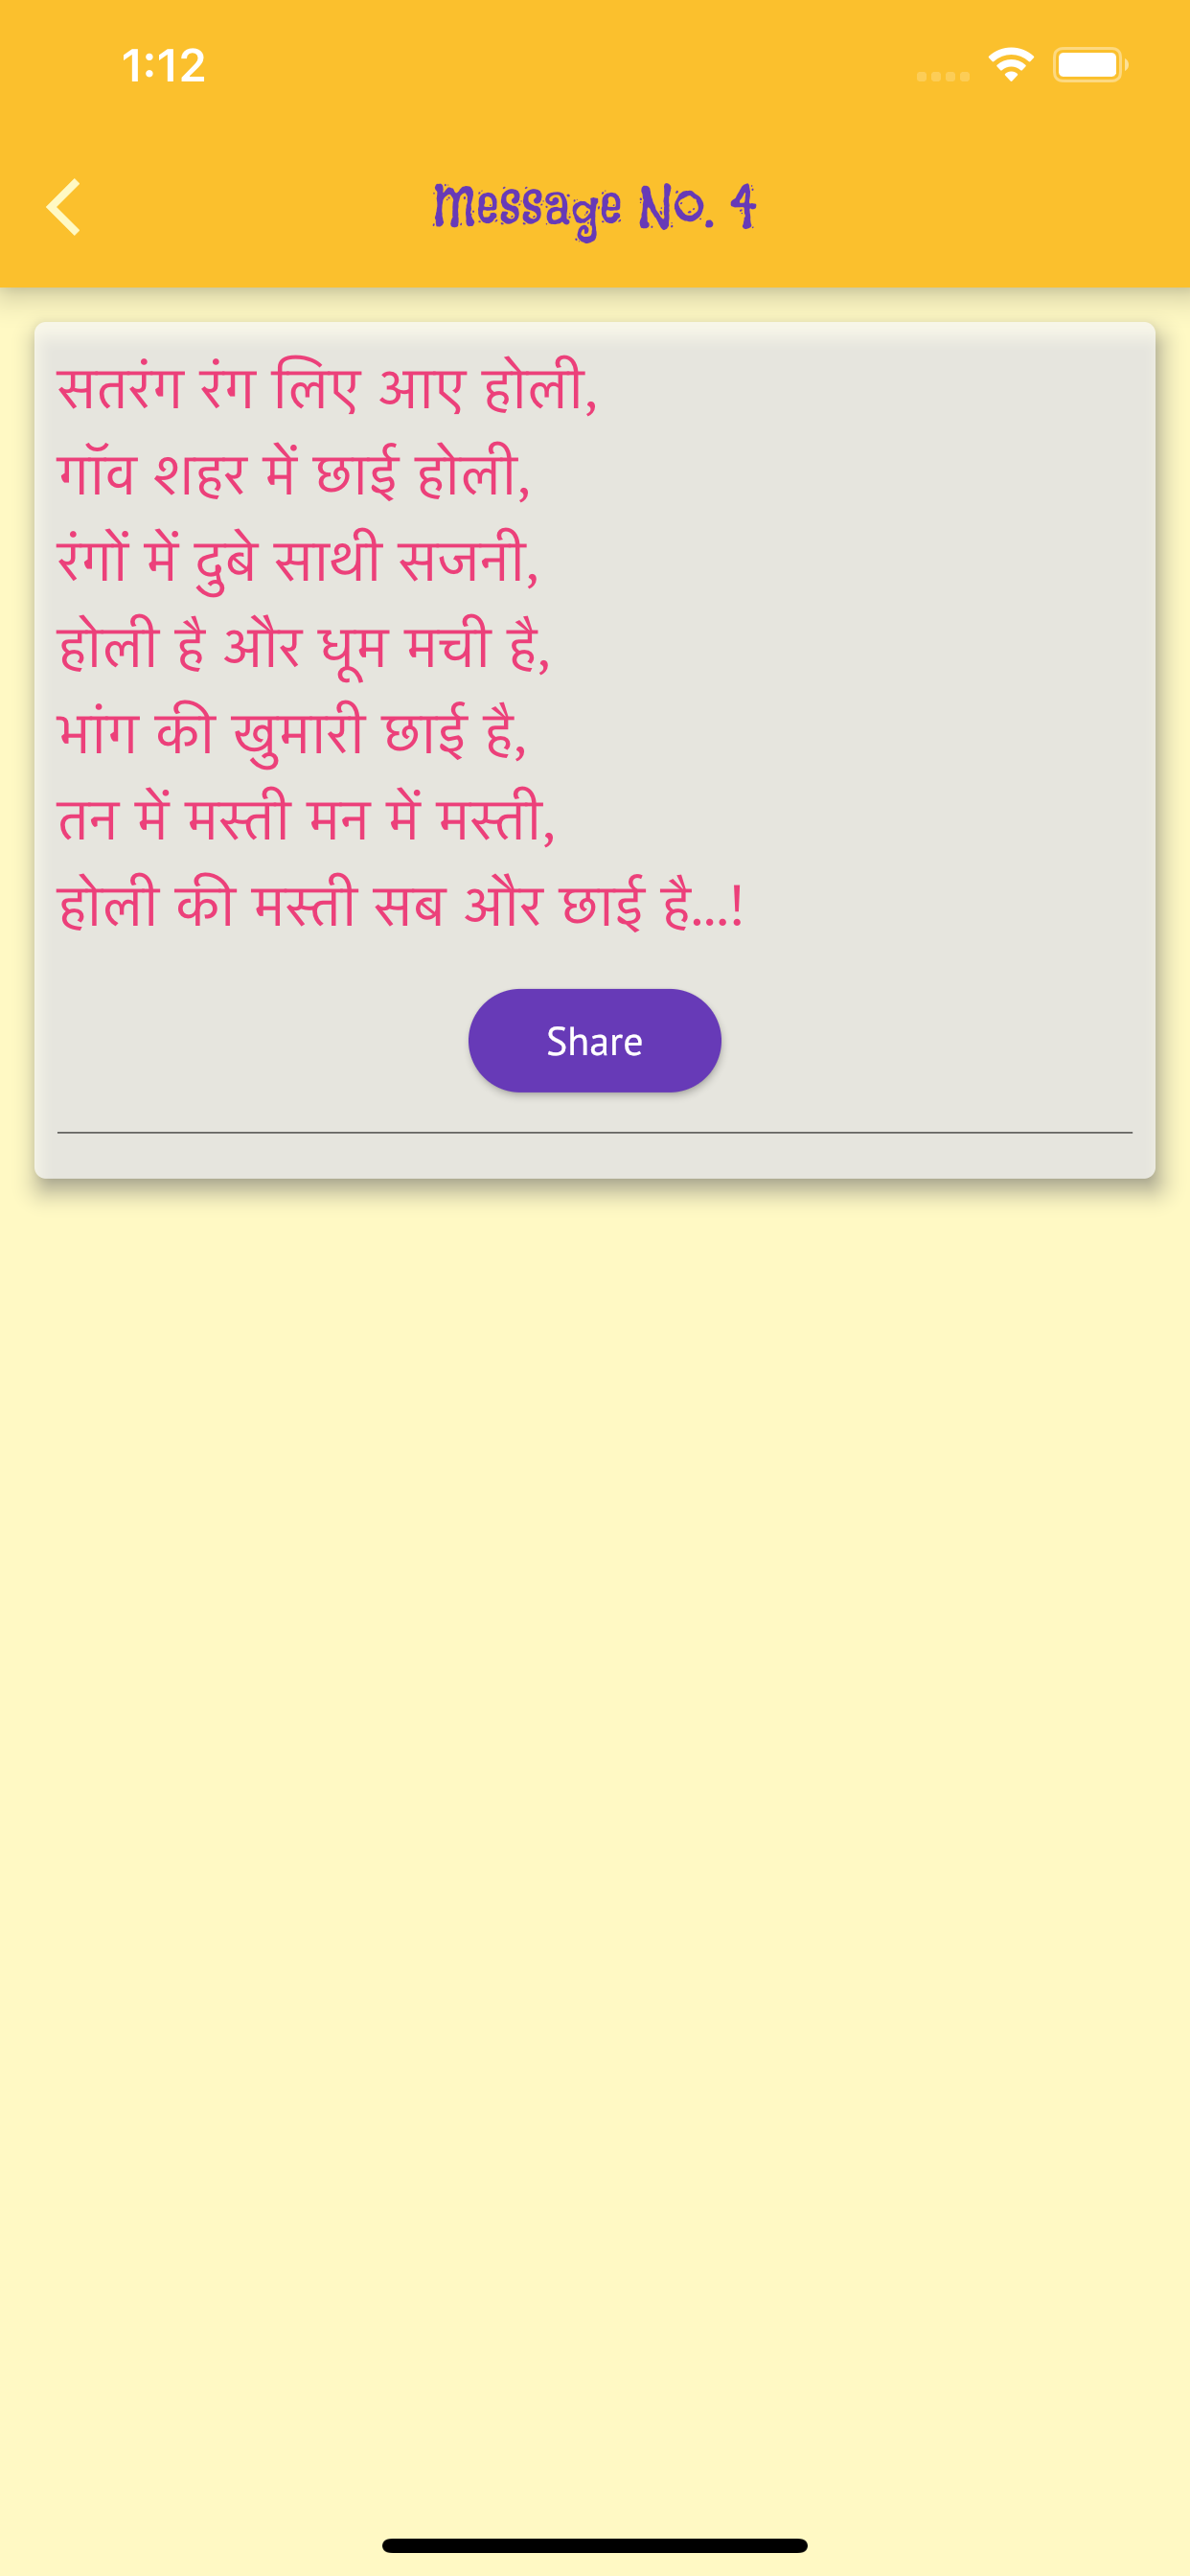 1:12
Message No. 4
सतरंग रंग लिए आए होली,
गॉव शहर में छाई होली,
रंगों में दुबे साथी सजनी,
होली है और धूम मची है,
भांग की खुमारी छाई है,
तन में मस्ती मन में मस्ती,
होली की मस्ती सब और छाई है...!
Share